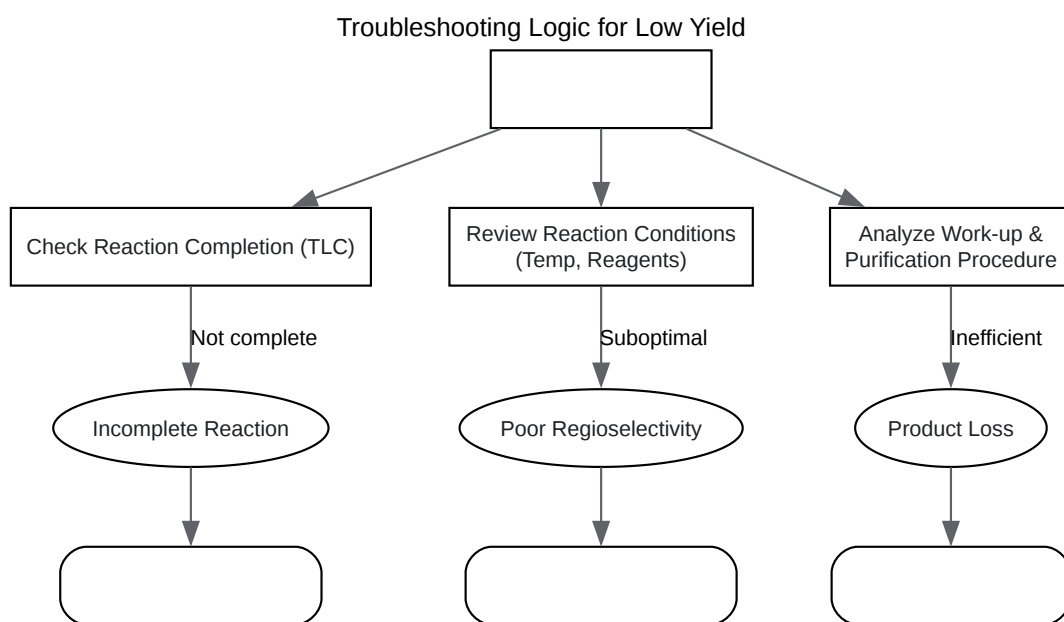 Troubleshooting Logic for Low Yield
Check Reaction Completion (TLC)
Review Reaction Conditions
(Temp, Reagents)
Analyze Work-up &
Purification Procedure
Not complete
Suboptimal
Inefficient
Incomplete Reaction
Poor Regioselectivity
Product Loss